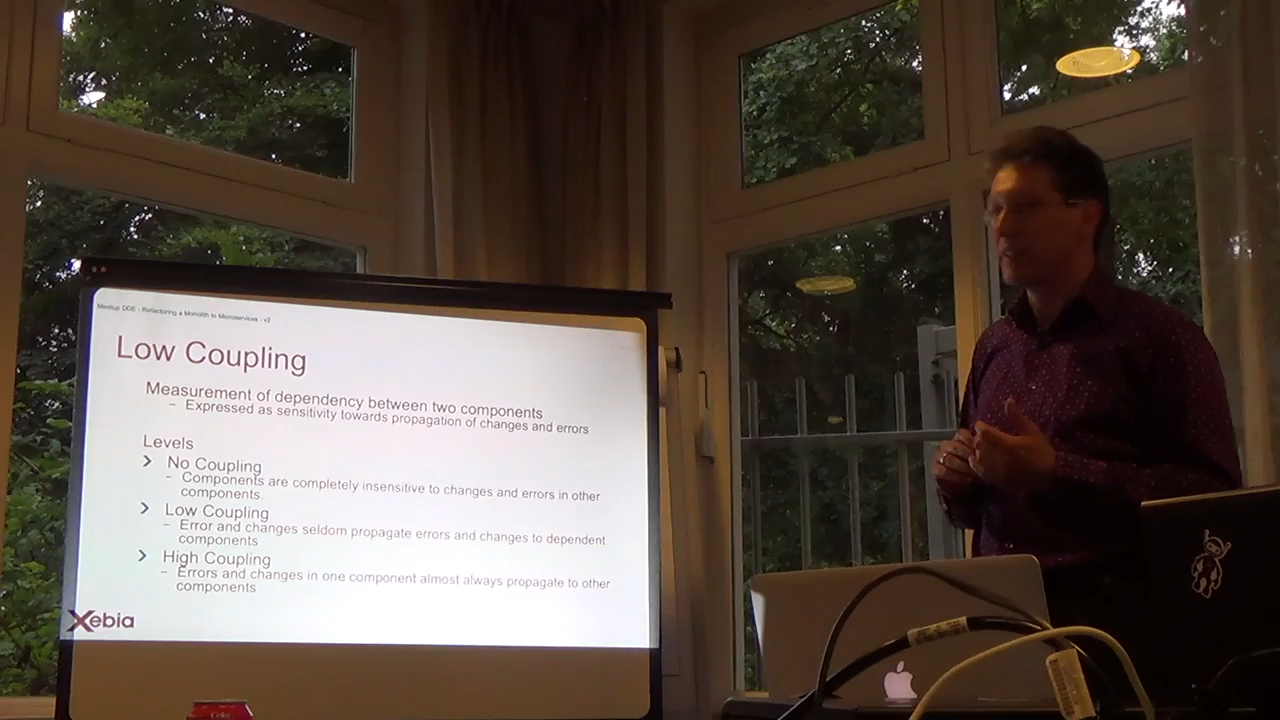 Meetup DDE - Refactoring a Monolith to Microservices - v2
Low Coupling
Measurement of dependency between two components
– Expressed as sensitivity towards propagation of changes and errors
Levels
> No Coupling
– Components are completely insensitive to changes and errors in other
components.
> Low Coupling
– Error and changes seldom propagate errors and changes to dependent
components
> High Coupling
– Errors and changes in one component almost always propagate to other
components
Xebia
Coke